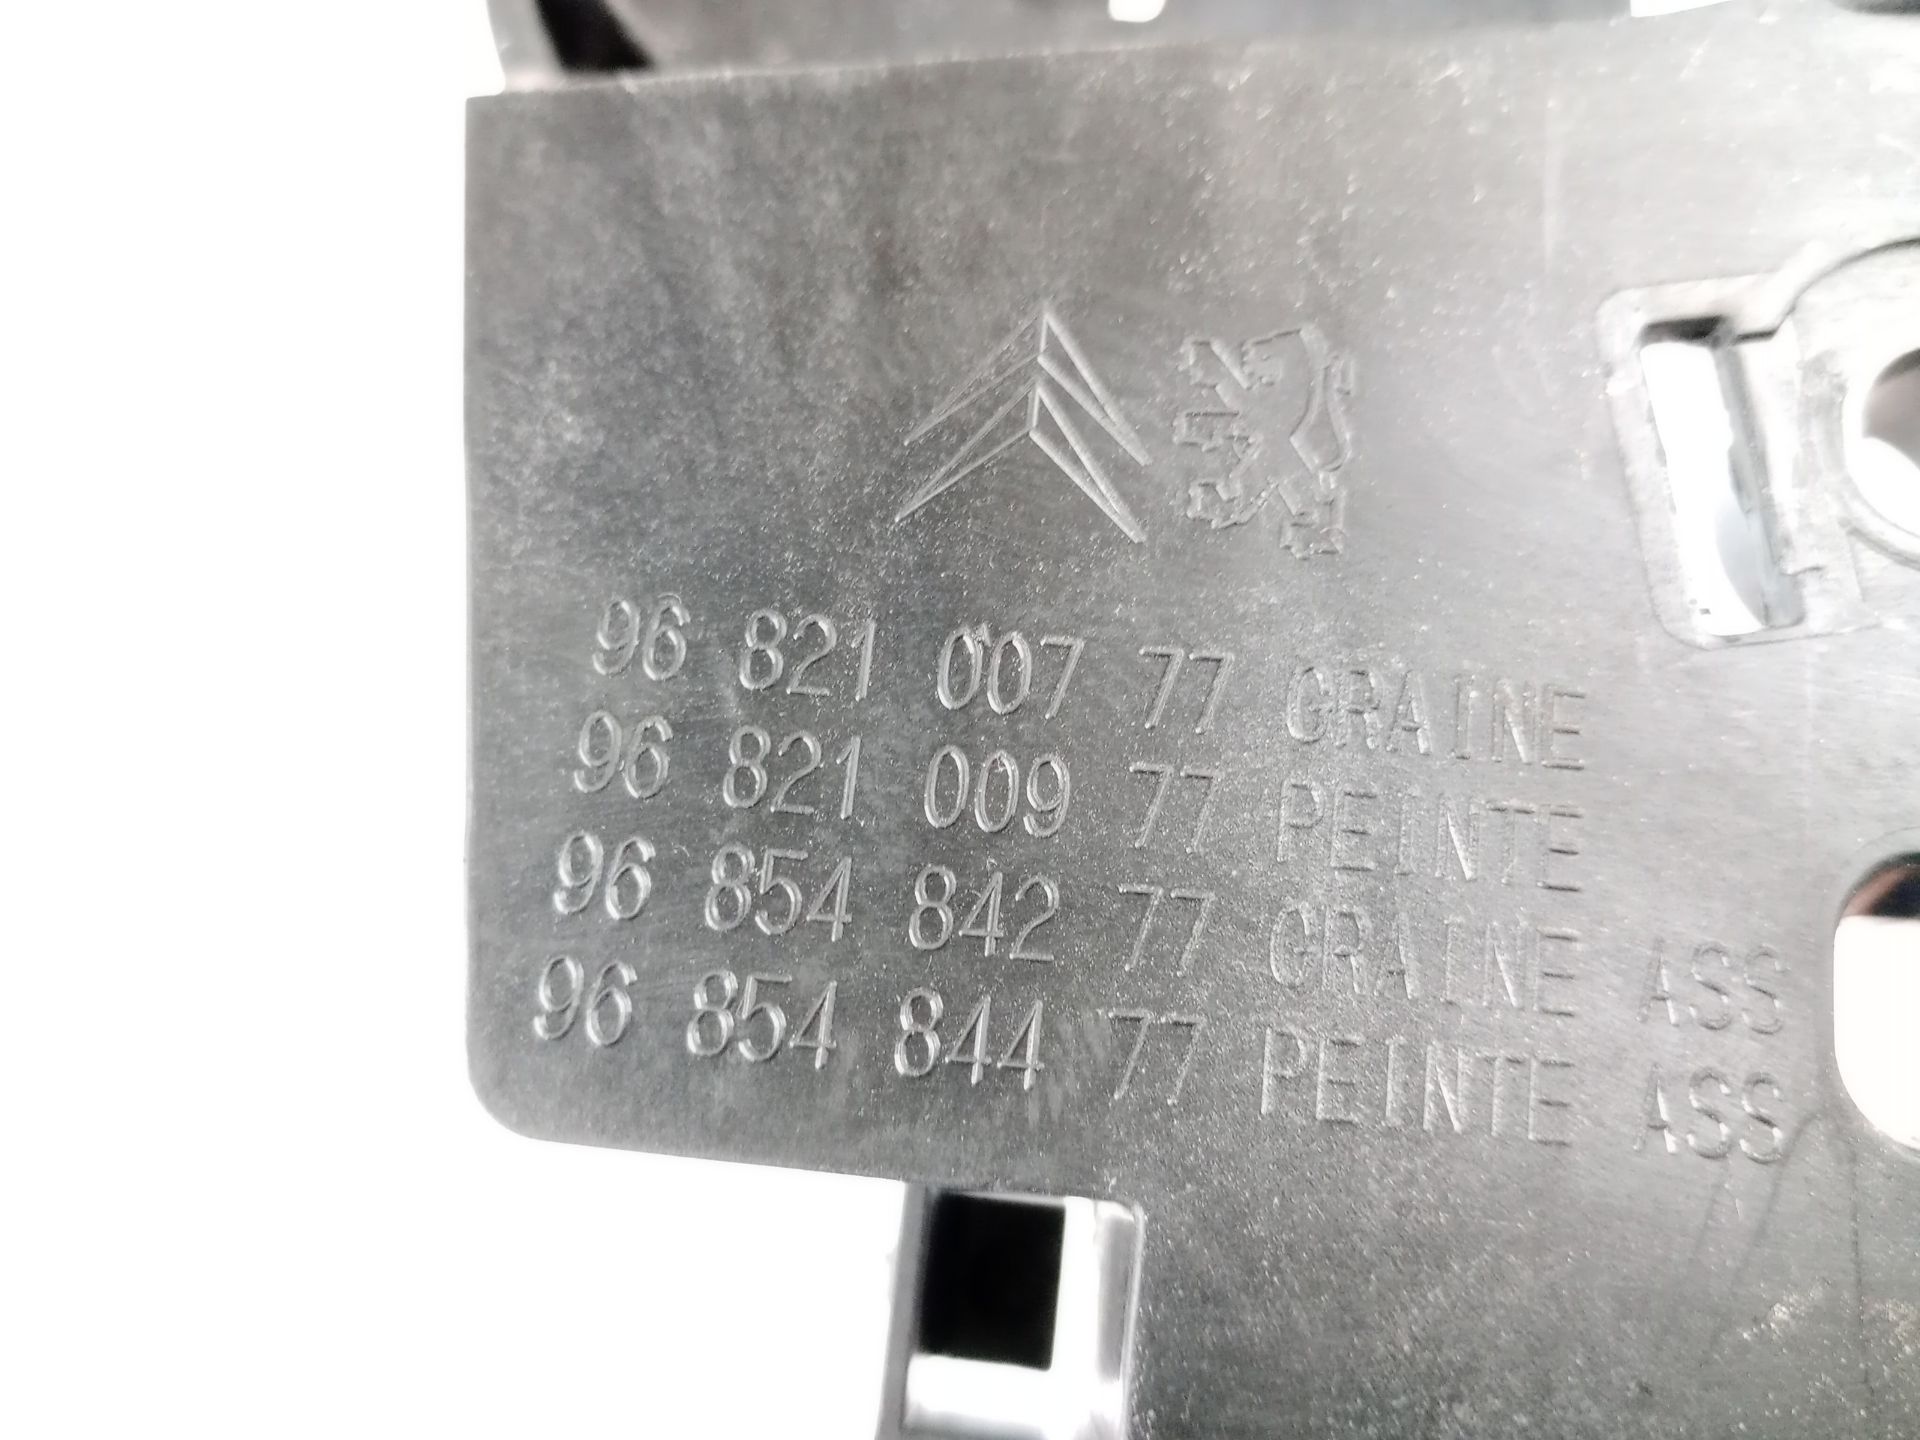 96 821 007 77 GRAINE
96 821 009 77 PEINTE
96 854 842 77 GRAINE ASS
96 854 844 77 PEINTE ASS